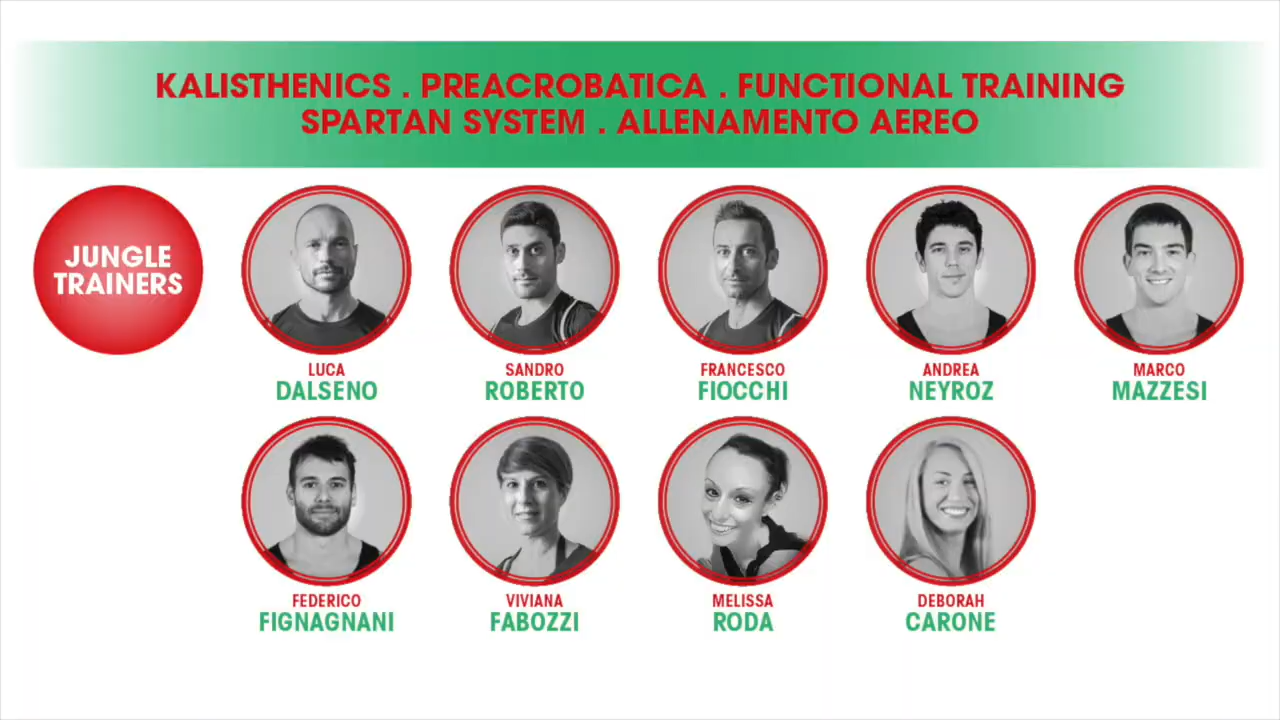 KALISTHENICS . PREACROBATICA . FUNCTIONAL TRAINING
SPARTAN SYSTEM . ALLENAMENTO AEREO
JUNGLE
TRAINERS
LUCA
DALSENO
SANDRO
ROBERTO
FRANCESCO
FIOCCHI
ANDREA
NEYROZ
MARCO
MAZZESI
FEDERICO
FIGNAGNANI
VIVIANA
FABOZZI
MELISSA
RODA
DEBORAH
CARONE